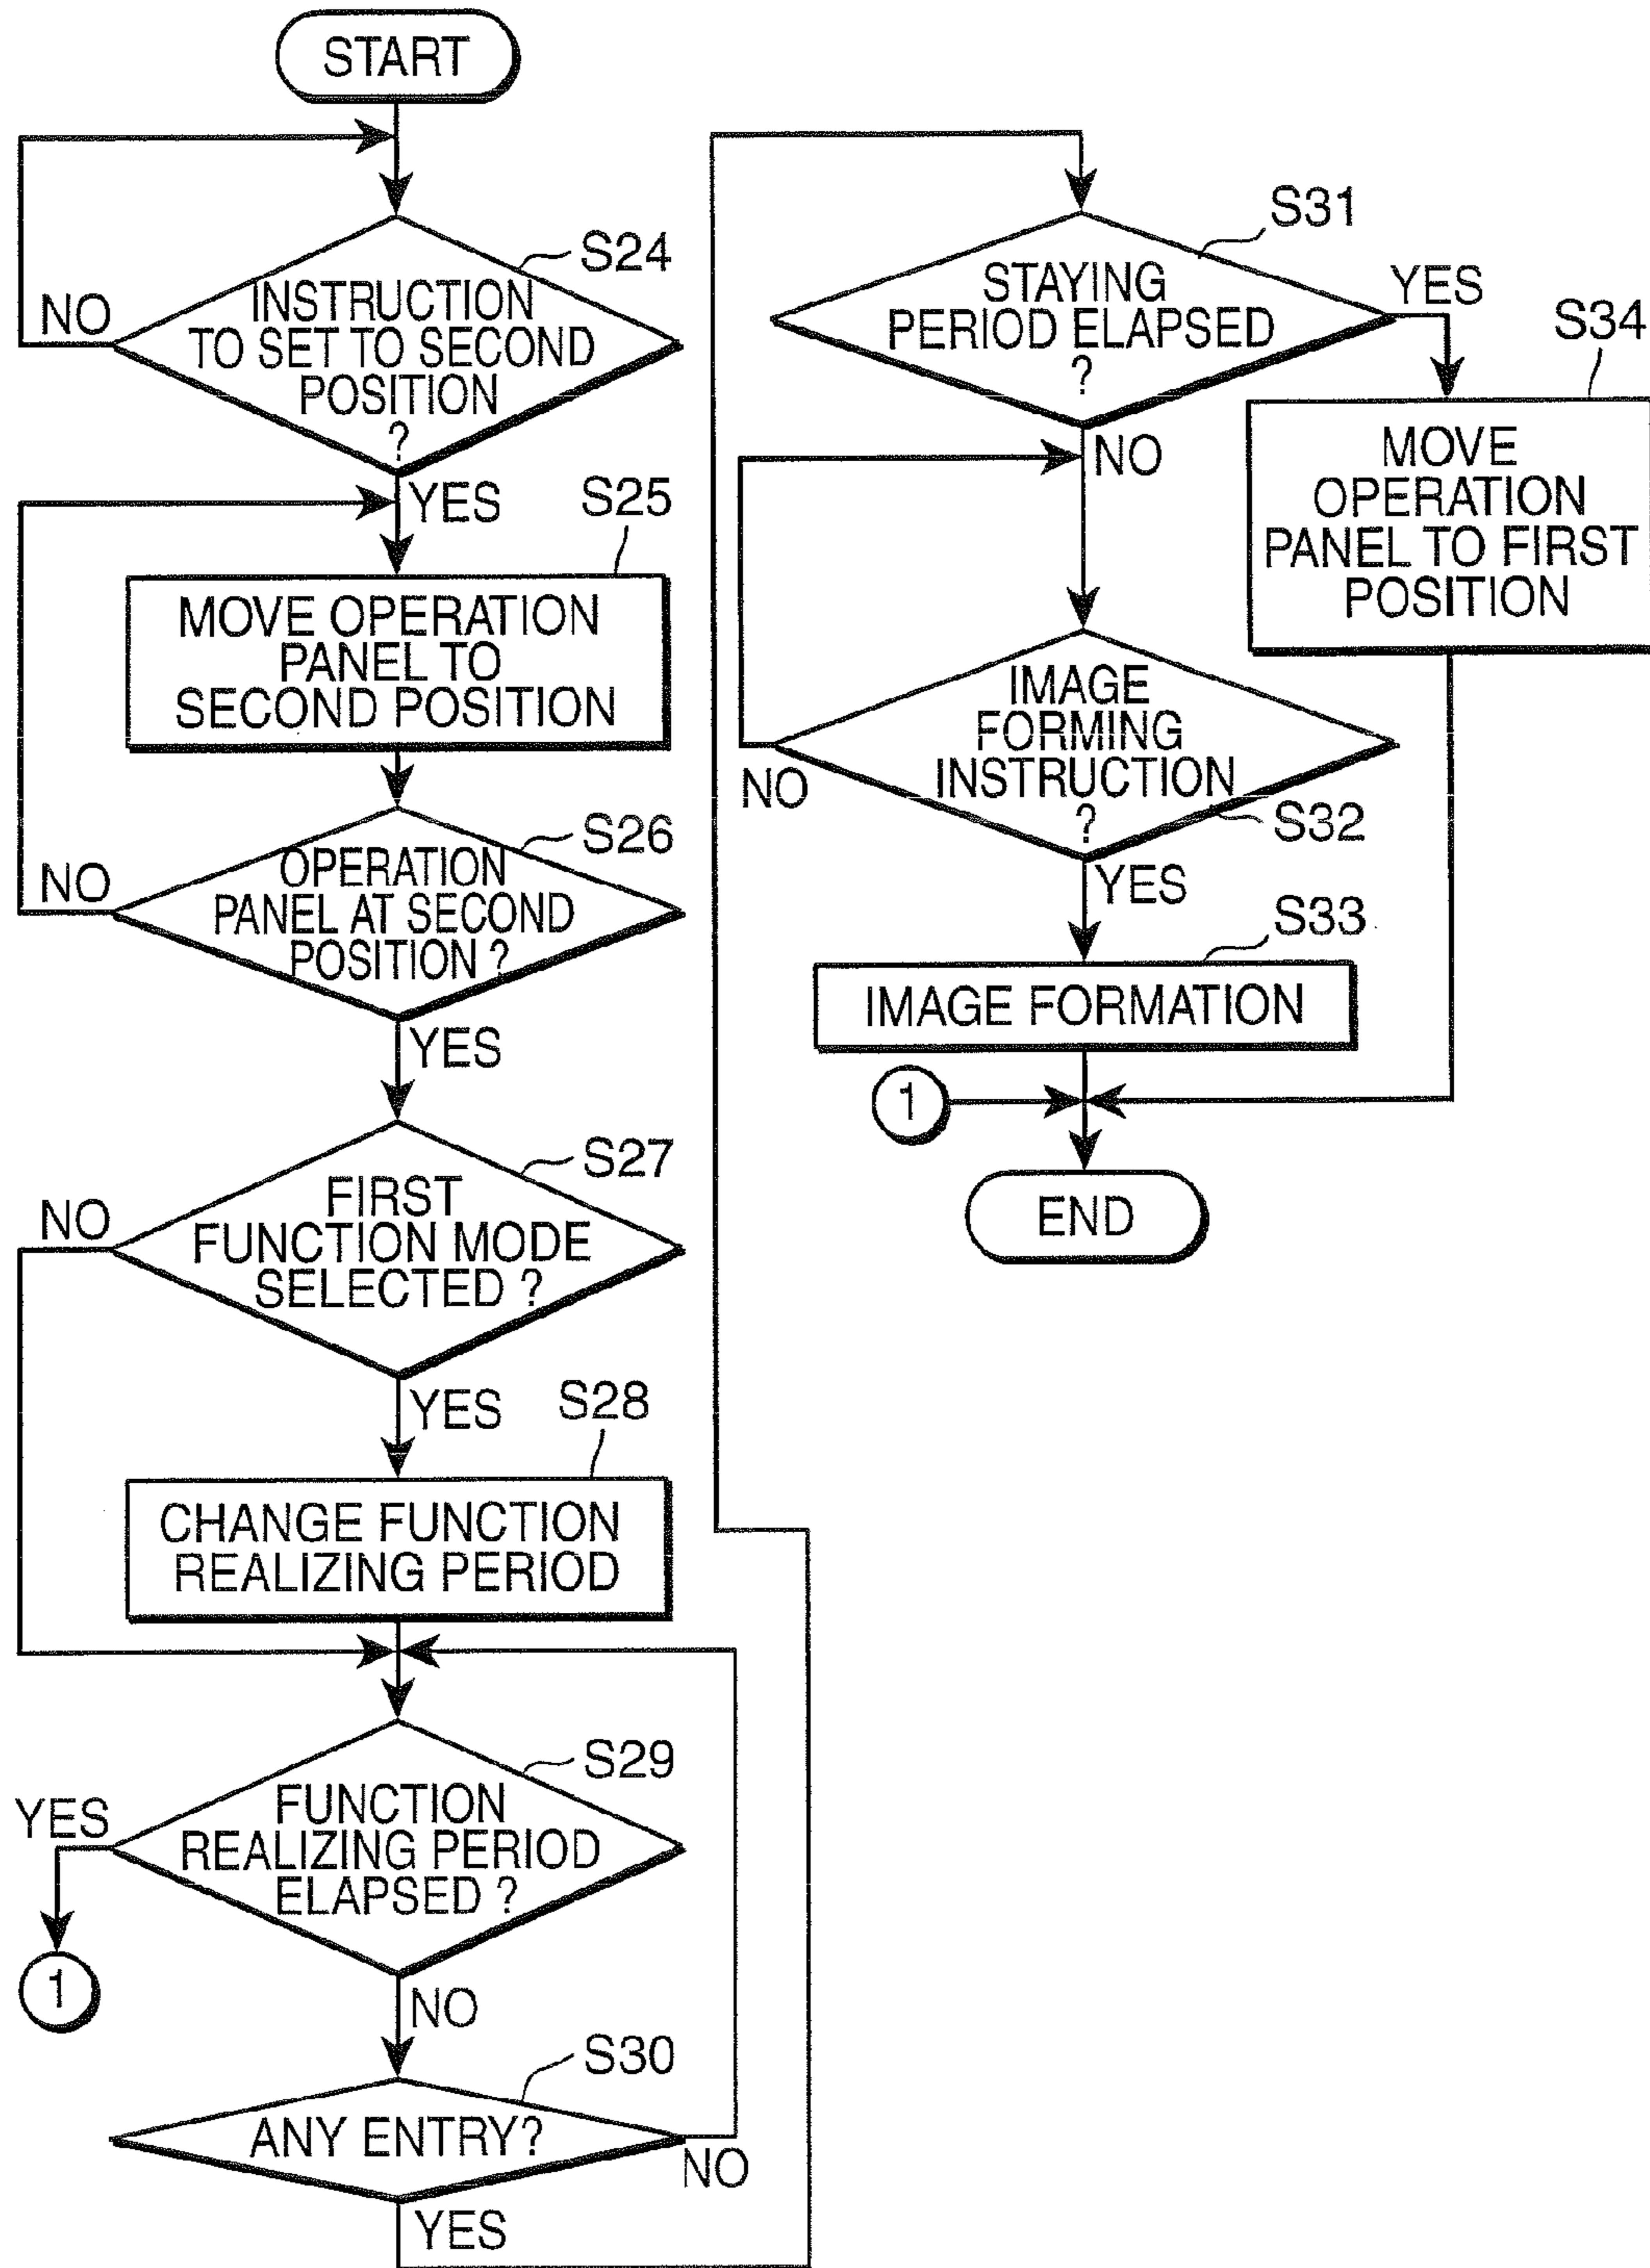 START
S24
NO
INSTRUCTION
TO SET TO SECOND
POSITION
?
YES
S25
MOVE OPERATION
PANEL TO
SECOND POSITION
S26
NO
OPERATION
PANEL AT SECOND
POSITION ?
YES
S27
NO
FIRST
FUNCTION MODE
SELECTED ?
YES
S28
CHANGE FUNCTION
REALIZING PERIOD
S29
YES
FUNCTION
REALIZING PERIOD
ELAPSED ?
1
NO
S30
ANY ENTRY?
NO
YES
S31
STAYING
PERIOD ELAPSED
?
YES
S34
NO
MOVE
OPERATION
PANEL TO FIRST
POSITION
IMAGE
FORMING
INSTRUCTION
?
NO
S32
YES
S33
IMAGE FORMATION
1
END